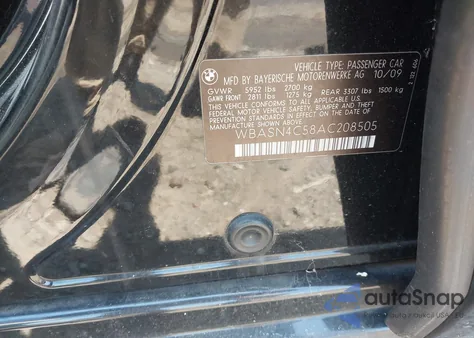 VEHICLE TYPE: PASSENGER CAR
MFD BY BAYERISCHE MOTORENWERKE AG 10/09
GVWR 5952 lbs 2700 kg
GAWR FRONT 2811 lbs 1275 kg REAR 3307 lbs 1500 kg
THIS VEHICLE CONFORMS TO ALL APPLICABLE U.S.
FEDERAL MOTOR VEHICLE SAFETY, BUMPER, AND
THEFT PREVENTION STANDARDS IN EFFECT ON THE
DATE OF MANUFACTURE SHOWN ABOVE.
WBASN4C58AC208505
autoSnap